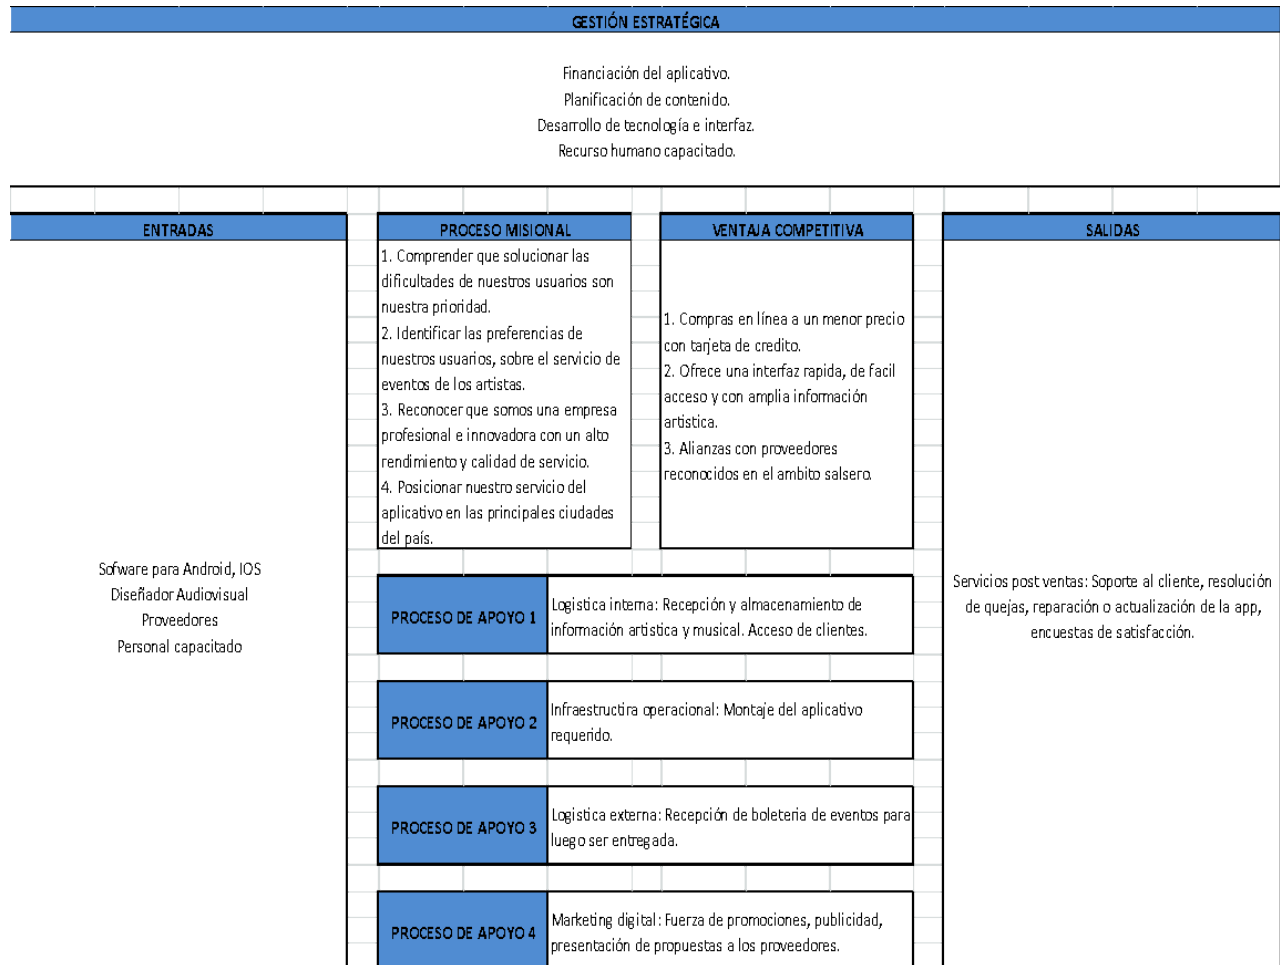 GESTIÓN ESTRATÉGICA
Financiación del aplicativo.
Planificación de contenido.
Desarrollo de tecnología e interfaz.
Recurso humano capacitado.
ENTRADAS
Sofware para Android, IOS
Diseñador Audiovisual
Proveedores
Personal capacitado
PROCESO MISIONAL
1. Comprender que solucionar las
dificultades de nuestros usuarios son
nuestra prioridad.
2. Identificar las preferencias de
nuestros usuarios, sobre el servicio de
eventos de los artistas.
3. Reconocer que somos una empresa
profesional e innovadora con un alto
rendimiento y calidad de servicio.
4. Posicionar nuestro servicio del
aplicativo en las principales ciudades
del país.
VENTAJA COMPETITIVA
1. Compras en línea a un menor precio
con tarjeta de credito.
2. Ofrece una interfaz rapida, de facil
acceso y con amplia información
artistica.
3. Alianzas con proveedores
reconocidos en el ambito salsero.
PROCESO DE APOYO 1
Logistica interna: Recepción y almacenamiento de
información artistica y musical. Acceso de clientes.
PROCESO DE APOYO 2
Infraestructira operacional: Montaje del aplicativo
requerido.
PROCESO DE APOYO 3
Logistica externa: Recepción de boleteria de eventos para
luego ser entregada.
PROCESO DE APOYO 4
Marketing digital: Fuerza de promociones, publicidad,
presentación de propuestas a los proveedores.
SALIDAS
Servicios post ventas: Soporte al cliente, resolución
de quejas, reparación o actualización de la app,
encuestas de satisfacción.